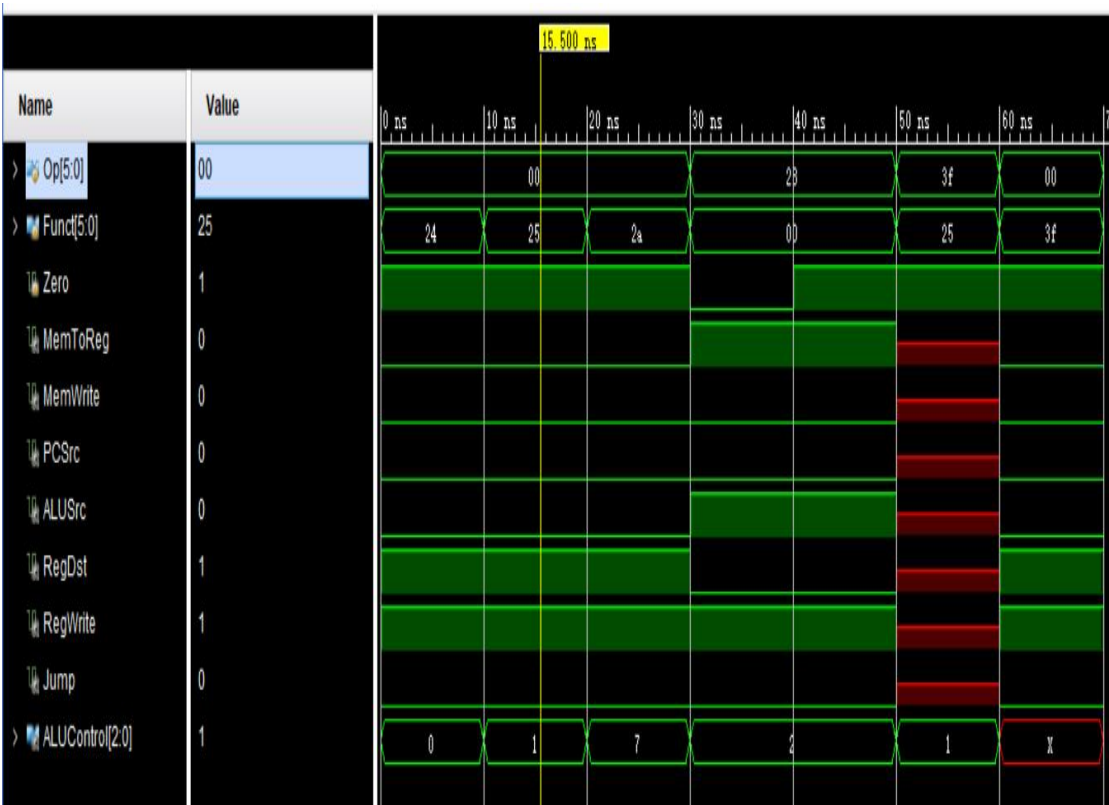 15.500 ns
Name Value
0 ns 10 ns 20 ns 30 ns 40 ns 50 ns 60 ns
Op[5:0] 00 00 23 3f 00
Funct[5:0] 25 24 25 2a 00 25 3f
Zero 1
MemToReg 0
MemWrite 0
PCSrc 0
ALUSrc 0
RegDst 1
RegWrite 1
Jump 0
ALUControl[2:0] 1 0 1 7 2 1 X